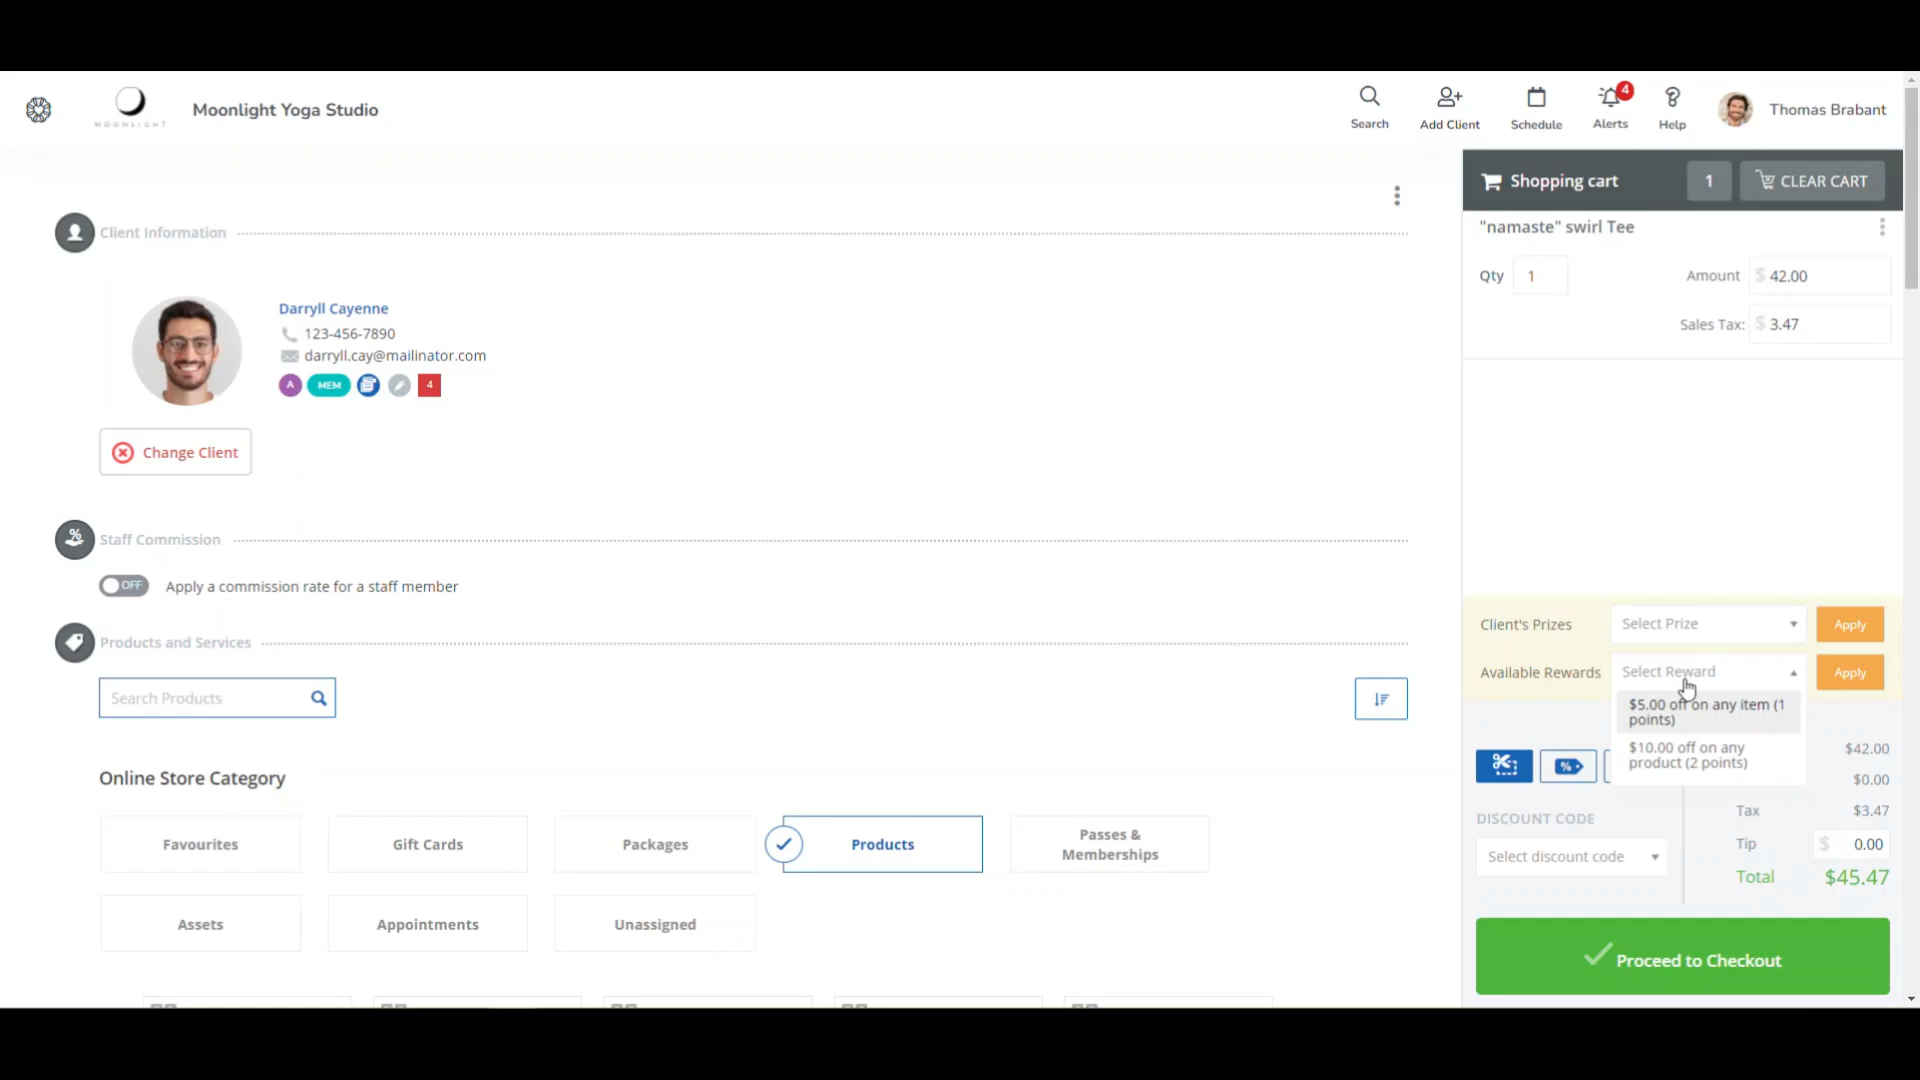 MOONLIGHT
Moonlight Yoga Studio
Search
Add Client
Schedule
4
Alerts
Help
Thomas Brabant
Client Information
Darryll Cayenne
123-456-7890
darryll.cay@mailinator.com
A
MEM
4
Change Client
Staff Commission
OFF
Apply a commission rate for a staff member
Products and Services
Search Products
Online Store Category
Favourites
Gift Cards
Packages
Products
Passes &
Memberships
Assets
Appointments
Unassigned
Shopping cart
1
CLEAR CART
"namaste" swirl Tee
Qty
1
Amount
$ 42.00
Sales Tax:
$ 3.47
Client's Prizes
Select Prize
Apply
Available Rewards
Select Reward
Apply
$5.00 off on any item (1
points)
$10.00 off on any
product (2 points)
$42.00
$0.00
DISCOUNT CODE
Select discount code
Tax
$3.47
Tip
$ 0.00
Total
$45.47
Proceed to Checkout